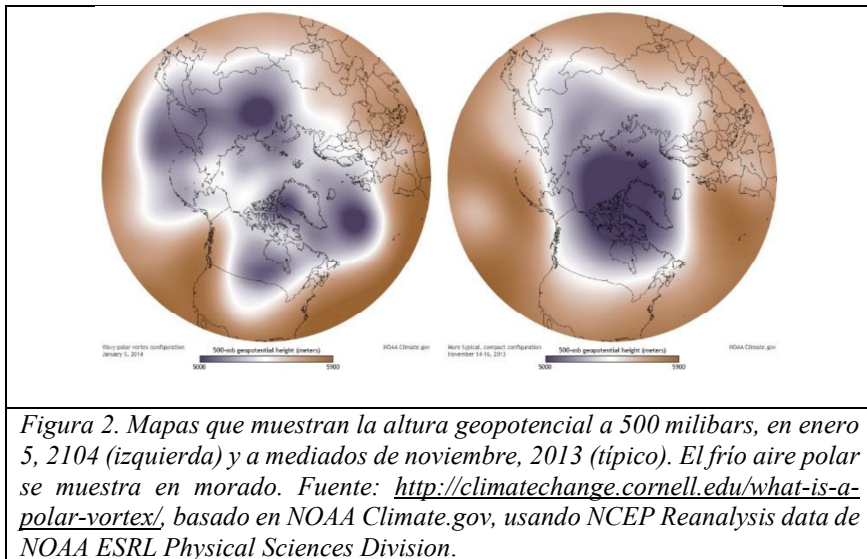 Wavy polar vortex configuration
January 5, 2014
500-mb geopotential height (meters)
5000
5900
NOAA Climate.gov
More typical, compact configuration
November 14-16, 2013
500-mb geopotential height (meters)
5000
5900
NOAA Climate.gov
Figura 2. Mapas que muestran la altura geopotencial a 500 milibars, en enero
5, 2104 (izquierda) y a mediados de noviembre, 2013 (típico). El frío aire polar
se muestra en morado. Fuente: http://climatechange.cornell.edu/what-is-a-
polar-vortex/, basado en NOAA Climate.gov, usando NCEP Reanalysis data de
NOAA ESRL Physical Sciences Division.